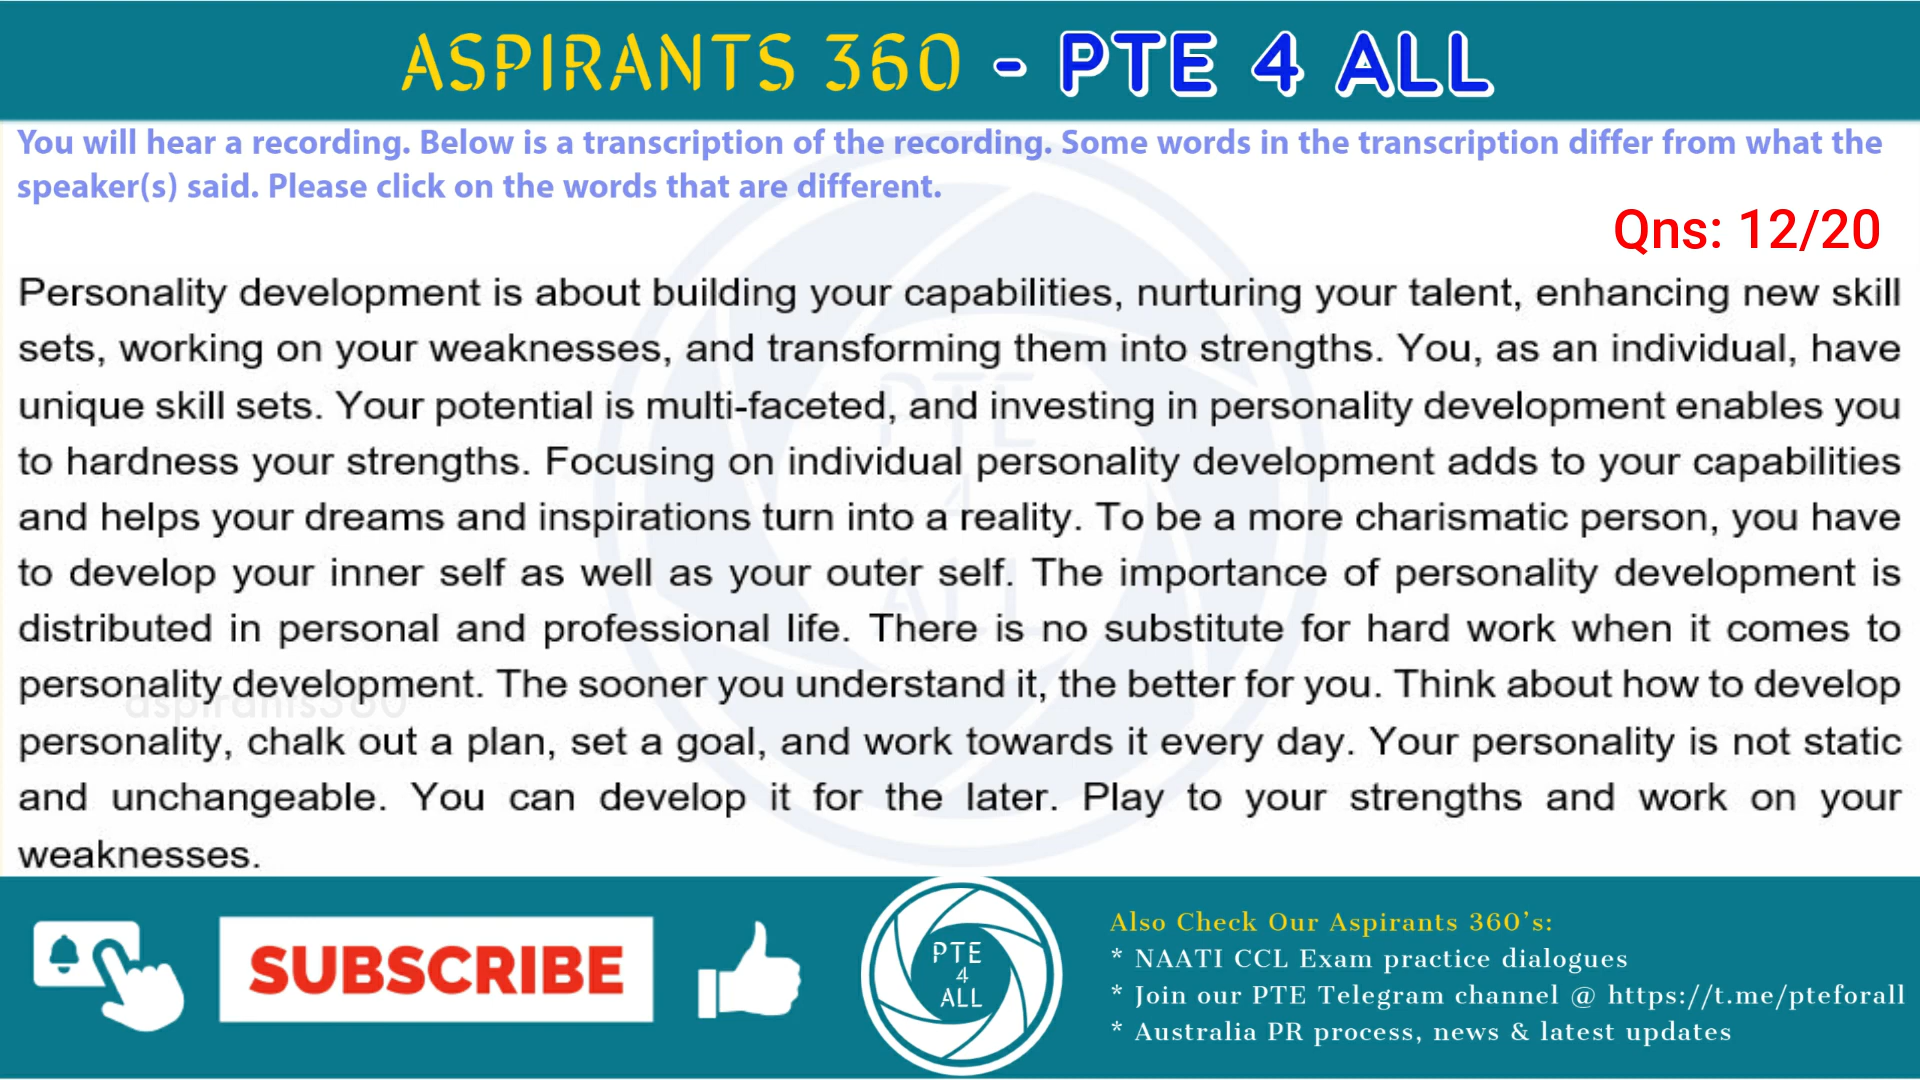 ASPIRANTS 360 - PTE 4 ALL
You will hear a recording. Below is a transcription of the recording. Some words in the transcription differ from what the
speaker(s) said. Please click on the words that are different.
Qns: 12/20
Personality development is about building your capabilities, nurturing your talent, enhancing new skill
sets, working on your weaknesses, and transforming them into strengths. You, as an individual, have
unique skill sets. Your potential is multi-faceted, and investing in personality development enables you
to hardness your strengths. Focusing on individual personality development adds to your capabilities
and helps your dreams and inspirations turn into a reality. To be a more charismatic person, you have
to develop your inner self as well as your outer self. The importance of personality development is
distributed in personal and professional life. There is no substitute for hard work when it comes to
personality development. The sooner you understand it, the better for you. Think about how to develop
aspirants360
personality, chalk out a plan, set a goal, and work towards it every day. Your personality is not static
and unchangeable. You can develop it for the later. Play to your strengths and work on your
weaknesses.
PTE
4
ALL
SUBSCRIBE
PTE
4
ALL
Also Check Our Aspirants 360's:
* NAATI CCL Exam practice dialogues
* Join our PTE Telegram channel @ https://t.me/pteforall
* Australia PR process, news & latest updates